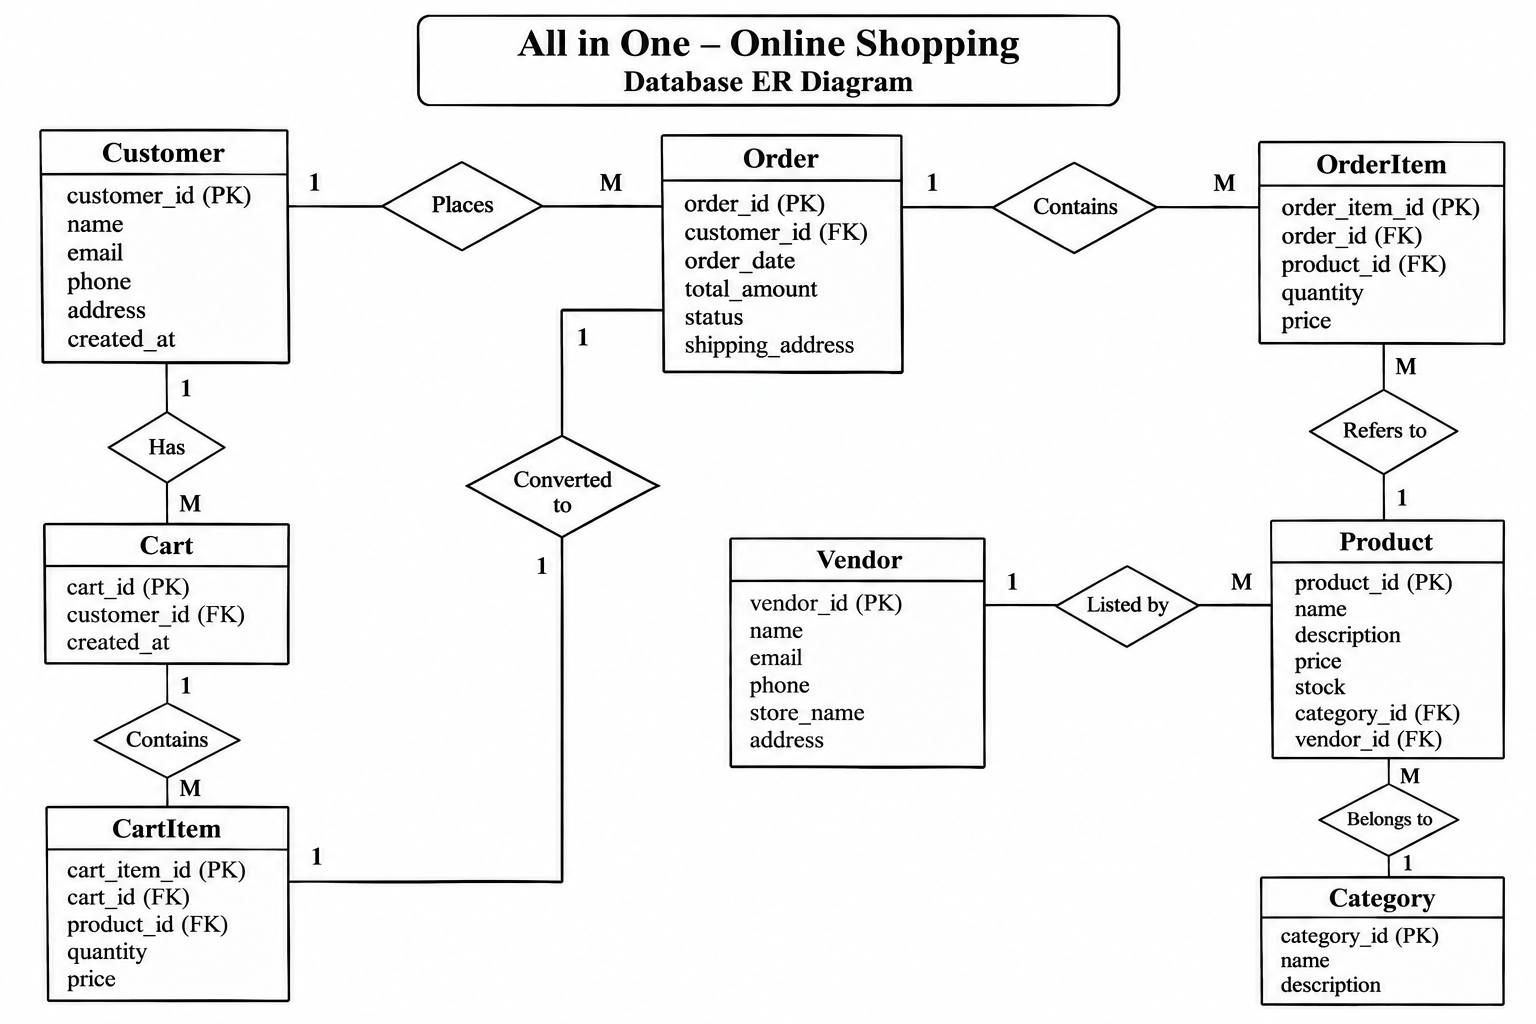 All in One – Online Shopping
Database ER Diagram
Customer
customer_id (PK)
name
email
phone
address
created_at
1
Places
M
Order
order_id (PK)
customer_id (FK)
order_date
total_amount
status
shipping_address
1
Contains
M
OrderItem
order_item_id (PK)
order_id (FK)
product_id (FK)
quantity
price
1
Has
M
Cart
cart_id (PK)
customer_id (FK)
created_at
1
Contains
M
CartItem
cart_item_id (PK)
cart_id (FK)
product_id (FK)
quantity
price
1
Converted
to
1
1
M
Refers to
1
Vendor
vendor_id (PK)
name
email
phone
store_name
address
1
Listed by
M
Product
product_id (PK)
name
description
price
stock
category_id (FK)
vendor_id (FK)
M
Belongs to
1
Category
category_id (PK)
name
description